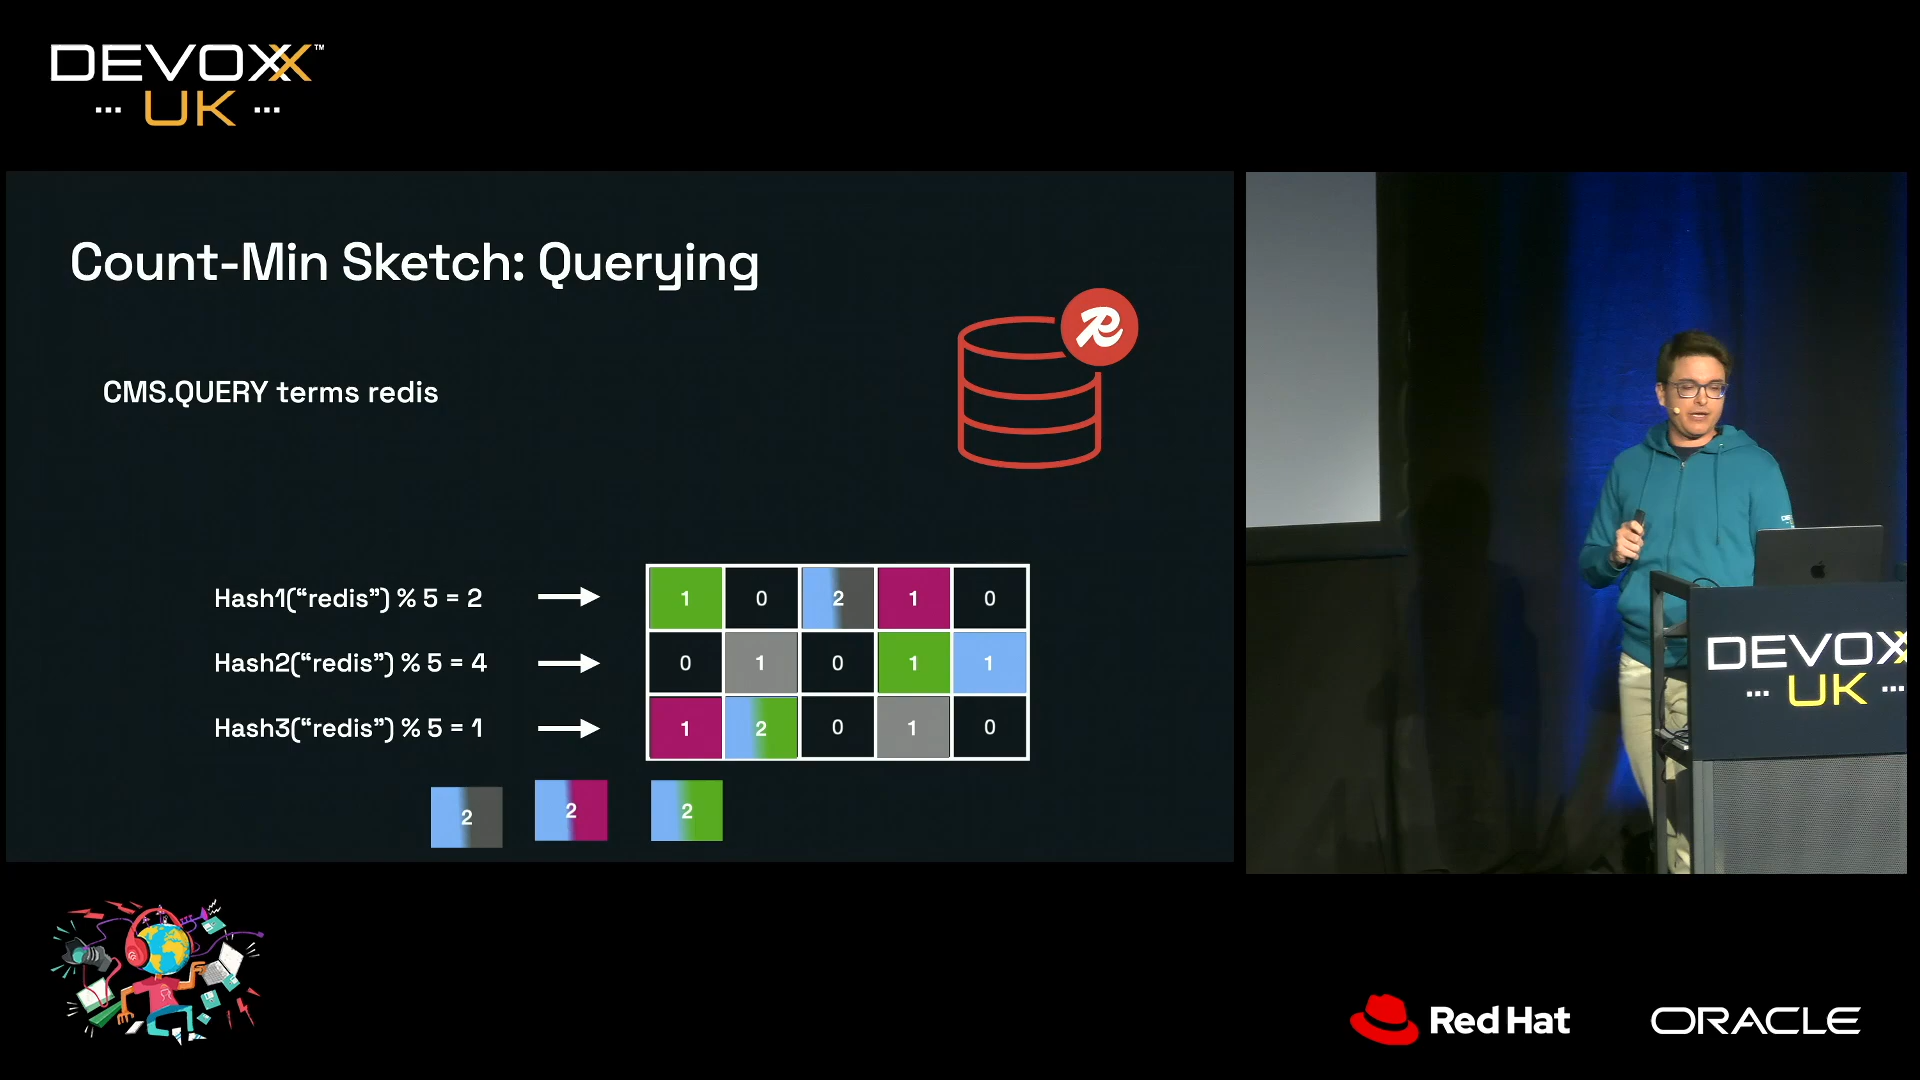 DEVOXX™
UK
Count-Min Sketch: Querying
CMS.QUERY terms redis
Hash1(“redis”) % 5 = 2
1 0 2 1 0
Hash2(“redis”) % 5 = 4
0 1 0 1 1
Hash3(“redis”) % 5 = 1
1 2 0 1 0
2 2 2
DEVOXX
UK
Red Hat
ORACLE